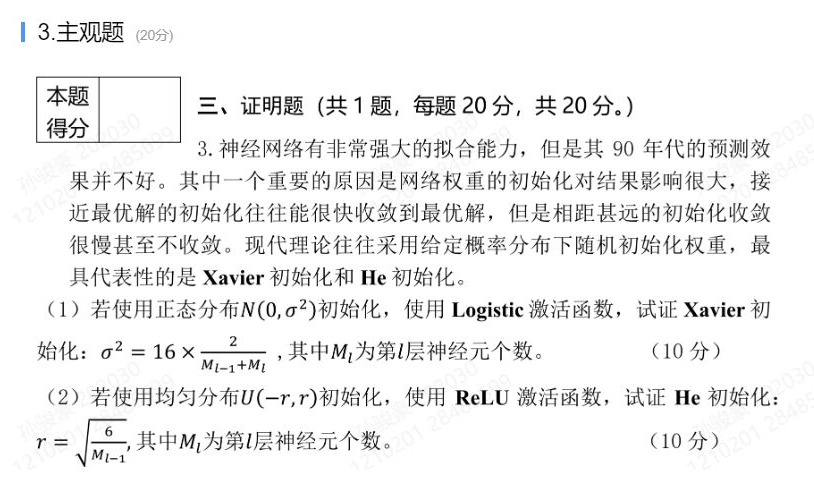 3.主观题 (20分)
本题
得分
三、证明题（共 1 题，每题 20 分，共 20 分。）
3. 神经网络有非常强大的拟合能力，但是其 90 年代的预测效
果并不好。其中一个重要的原因是网络权重的初始化对结果影响很大，接
近最优解的初始化往往能很快收敛到最优解，但是相距甚远的初始化收敛
很慢甚至不收敛。现代理论往往采用给定概率分布下随机初始化权重，最
具代表性的是 Xavier 初始化和 He 初始化。
（1）若使用正态分布N(0,σ²)初始化，使用 Logistic 激活函数，试证 Xavier 初
始化：σ² = 16 × 2/(M_{l−1}+M_l) ,其中M_l为第l层神经元个数。 （10 分）
（2）若使用均匀分布U(−r,r)初始化，使用 ReLU 激活函数，试证 He 初始化：
r = √(6/M_{l−1}), 其中M_l为第l层神经元个数。 （10 分）